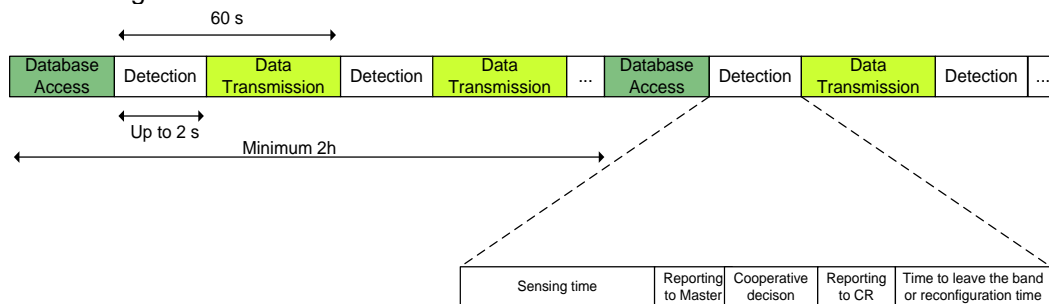 60 s
Database
Access
Detection
Data
Transmission
Detection
Data
Transmission
...
Database
Access
Detection
Data
Transmission
Detection
...
Up to 2 s
Minimum 2h
Sensing time
Reporting
to Master
Cooperative
decison
Reporting
to CR
Time to leave the band
or reconfiguration time